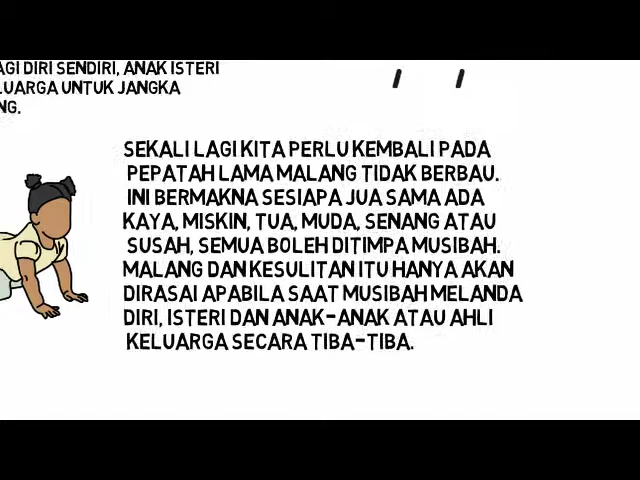 AGI DIRI SENDIRI, ANAK ISTERI
LUARGA UNTUK JANGKA
NG.
SEKALI LAGI KITA PERLU KEMBALI PADA
PEPATAH LAMA MALANG TIDAK BERBAU.
INI BERMAKNA SESIAPA JUA SAMA ADA
KAYA, MISKIN, TUA, MUDA, SENANG ATAU
SUSAH, SEMUA BOLEH DITIMPA MUSIBAH.
MALANG DAN KESULITAN ITU HANYA AKAN
DIRASAI APABILA SAAT MUSIBAH MELANDA
DIRI, ISTERI DAN ANAK-ANAK ATAU AHLI
KELUARGA SECARA TIBA-TIBA.